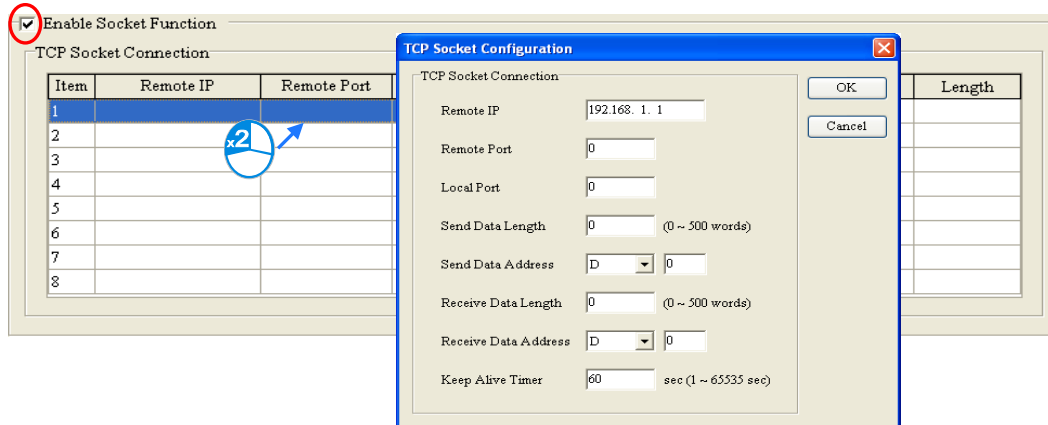 Enable Socket Function
TCP Socket Connection
Item Remote IP Remote Port Length
1
2
3
4
5
6
7
8
x2
TCP Socket Configuration
TCP Socket Connection
OK
Cancel
Remote IP 192.168. 1. 1
Remote Port 0
Local Port 0
Send Data Length 0 (0 ~ 500 words)
Send Data Address D 0
Receive Data Length 0 (0 ~ 500 words)
Receive Data Address D 0
Keep Alive Timer 60 sec (1 ~ 65535 sec)